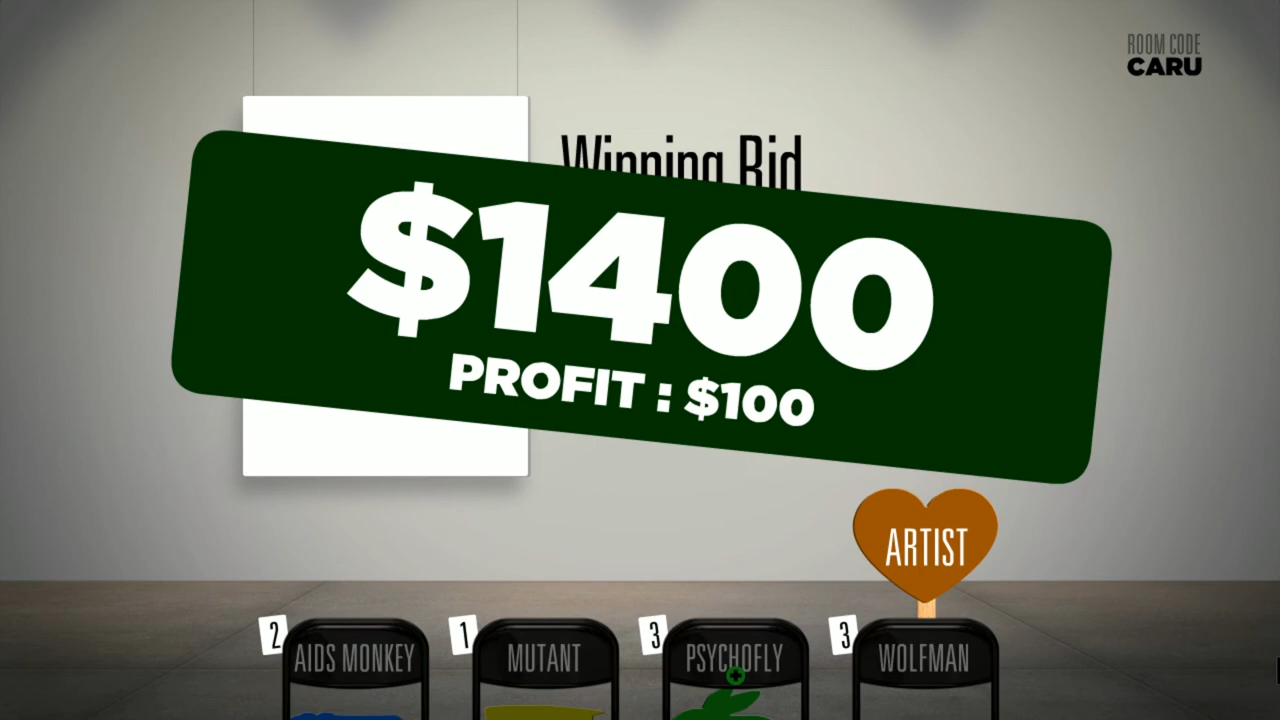 ROOM CODE
CARU
Winning Bid
$1400
PROFIT : $100
ARTIST
2
AIDS MONKEY
1
MUTANT
3
PSYCHOFLY
3
WOLFMAN